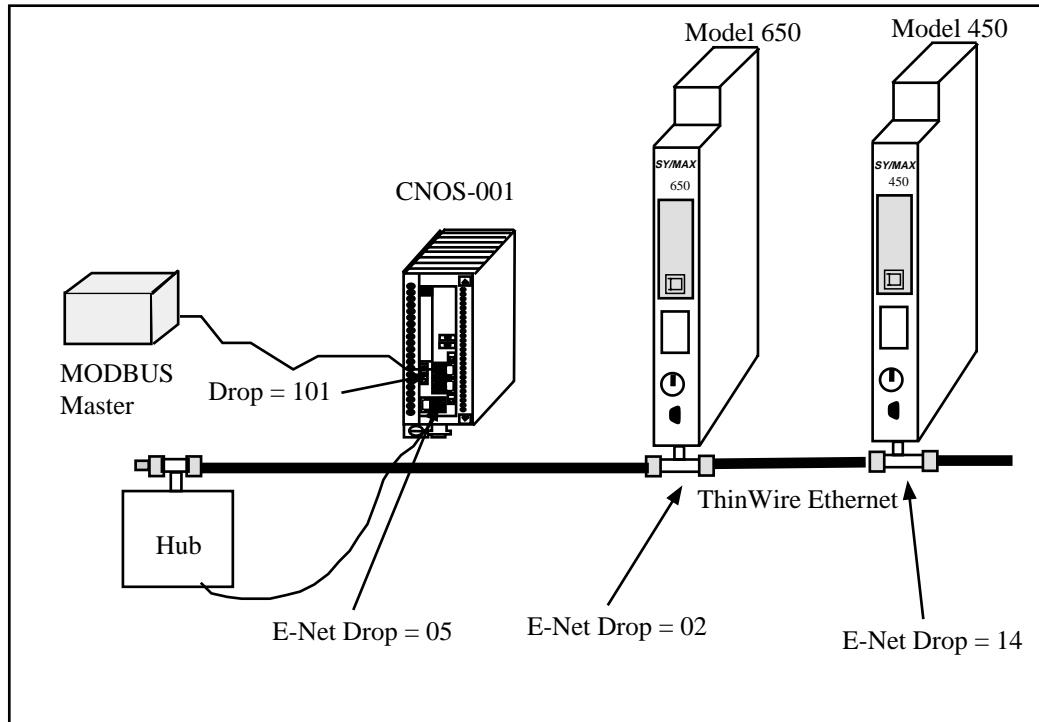 Model 650
Model 450
SY/MAX
650
SY/MAX
450
CNOS-001
MODBUS
Master
Drop = 101
ThinWire Ethernet
Hub
E-Net Drop = 05
E-Net Drop = 02
E-Net Drop = 14